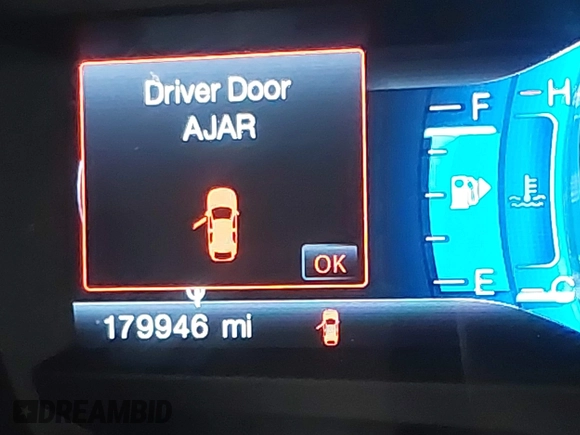 Driver Door
AJAR
OK
179946 mi
F
E
H
DREAMBID